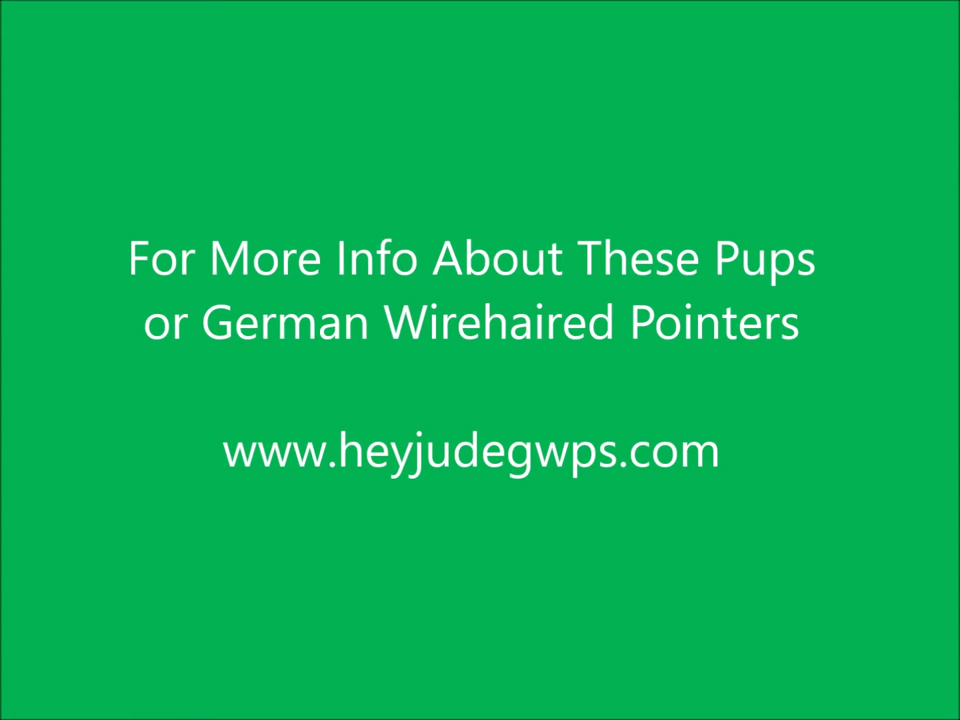 For More Info About These Pups
or German Wirehaired Pointers
www.heyjudegwps.com